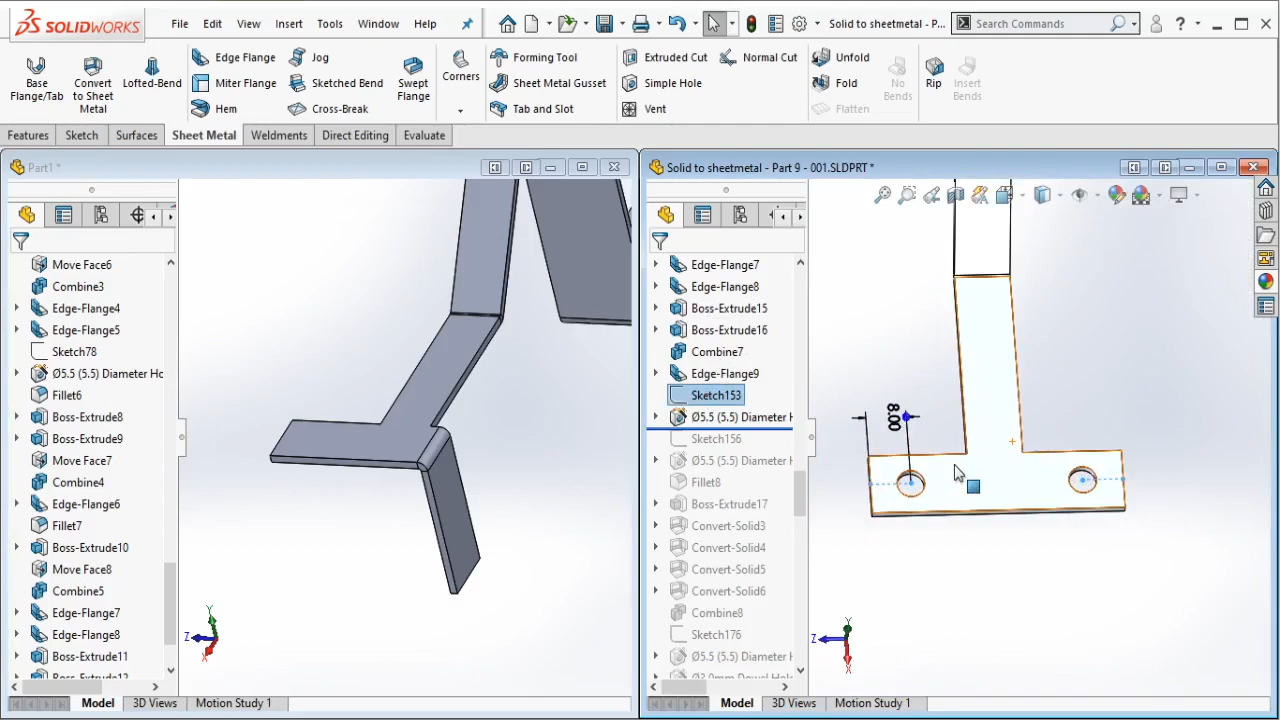 SOLIDWORKS File Edit View Insert Tools Window Help Solid to sheetmetal - P... Search Commands ?
Edge Flange Jog Forming Tool Extruded Cut Normal Cut Unfold
Base Flange/Tab Convert to Sheet Metal Lofted-Bend Miter Flange Sketched Bend Swept Flange Corners Sheet Metal Gusset Simple Hole Fold No Bends Rip Insert Bends
Hem Cross-Break Tab and Slot Vent Flatten
Features Sketch Surfaces Sheet Metal Weldments Direct Editing Evaluate
Part1 *
Move Face6
Combine3
Edge-Flange4
Edge-Flange5
Sketch78
Ø5.5 (5.5) Diameter Ho
Fillet6
Boss-Extrude8
Boss-Extrude9
Move Face7
Combine4
Edge-Flange6
Fillet7
Boss-Extrude10
Move Face8
Combine5
Edge-Flange7
Edge-Flange8
Boss-Extrude11
Y
Z
X
Model 3D Views Motion Study 1
Solid to sheetmetal - Part 9 - 001.SLDPRT *
Edge-Flange7
Edge-Flange8
Boss-Extrude15
Boss-Extrude16
Combine7
Edge-Flange9
Sketch153
Ø5.5 (5.5) Diameter H
Sketch156
Ø5.5 (5.5) Diameter H
Fillet8
Boss-Extrude17
Convert-Solid3
Convert-Solid4
Convert-Solid5
Convert-Solid6
Combine8
Sketch176
Ø5.5 (5.5) Diameter H
8.00
Y
Z
X
Model 3D Views Motion Study 1